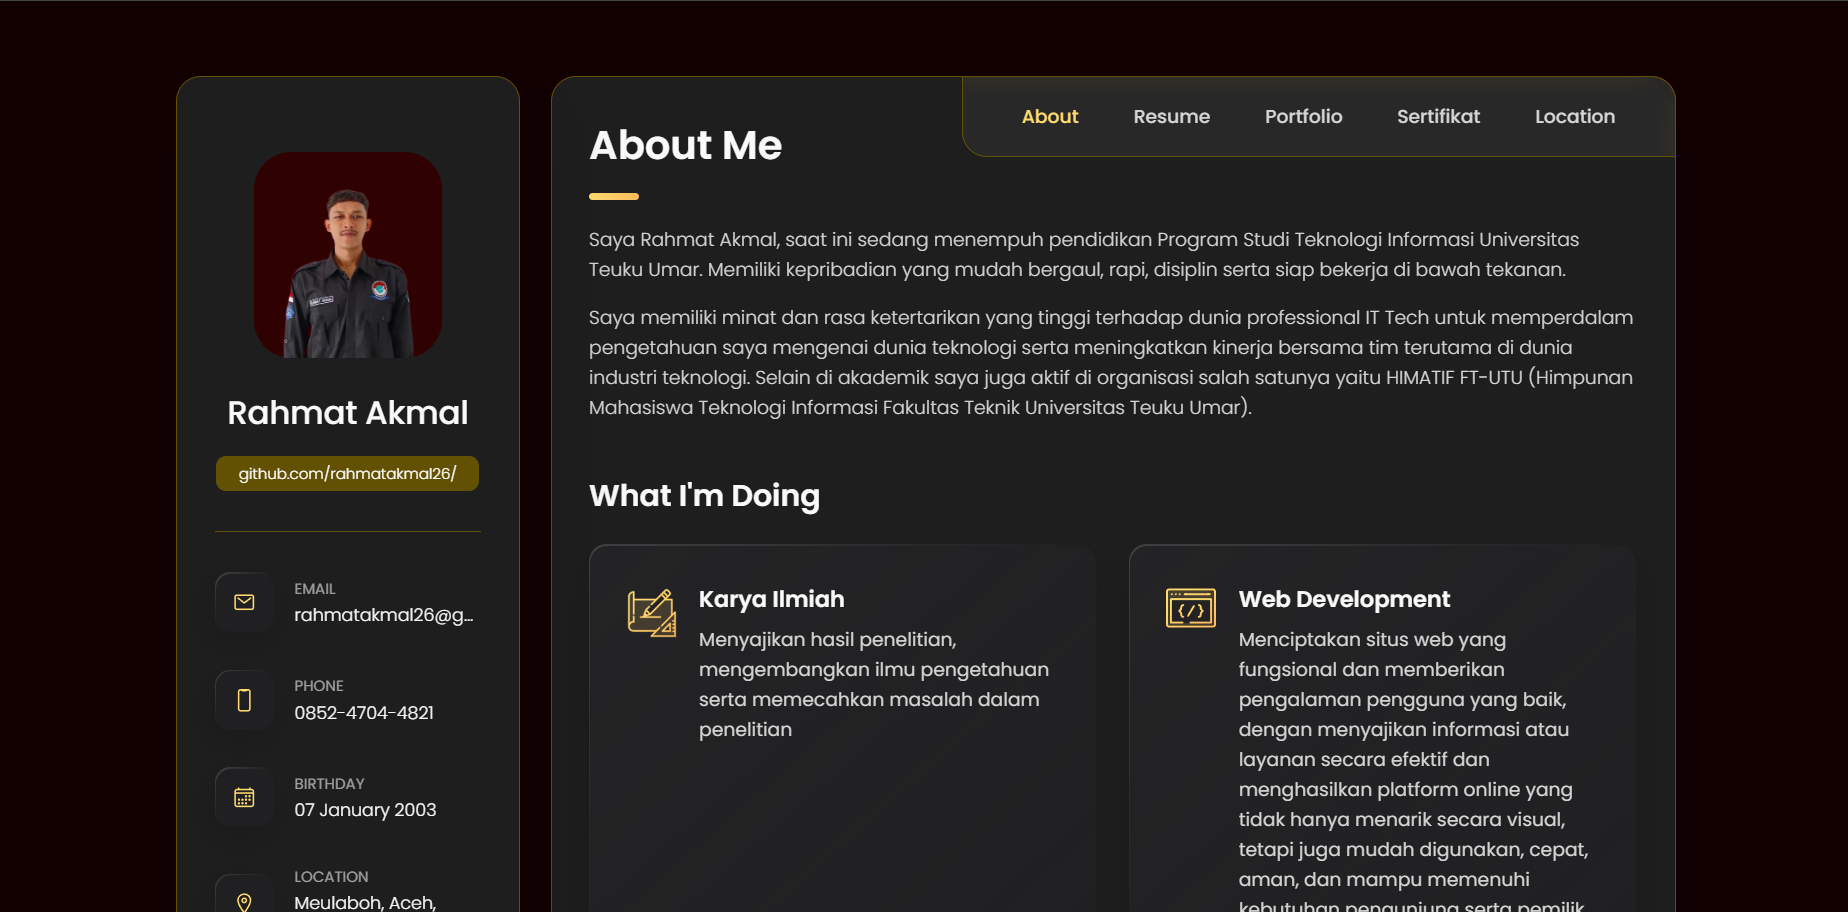 Rahmat Akmal
github.com/rahmatakmal26/
EMAIL
rahmatakmal26@g...
PHONE
0852-4704-4821
BIRTHDAY
07 January 2003
LOCATION
Meulaboh, Aceh,
About Resume Portfolio Sertifikat Location
About Me
Saya Rahmat Akmal, saat ini sedang menempuh pendidikan Program Studi Teknologi Informasi Universitas
Teuku Umar. Memiliki kepribadian yang mudah bergaul, rapi, disiplin serta siap bekerja di bawah tekanan.
Saya memiliki minat dan rasa ketertarikan yang tinggi terhadap dunia professional IT Tech untuk memperdalam
pengetahuan saya mengenai dunia teknologi serta meningkatkan kinerja bersama tim terutama di dunia
industri teknologi. Selain di akademik saya juga aktif di organisasi salah satunya yaitu HIMATIF FT-UTU (Himpunan
Mahasiswa Teknologi Informasi Fakultas Teknik Universitas Teuku Umar).
What I'm Doing
Karya Ilmiah
Menyajikan hasil penelitian,
mengembangkan ilmu pengetahuan
serta memecahkan masalah dalam
penelitian
Web Development
Menciptakan situs web yang
fungsional dan memberikan
pengalaman pengguna yang baik,
dengan menyajikan informasi atau
layanan secara efektif dan
menghasilkan platform online yang
tidak hanya menarik secara visual,
tetapi juga mudah digunakan, cepat,
aman, dan mampu memenuhi
kebutuhan pengunjung serta pemilik